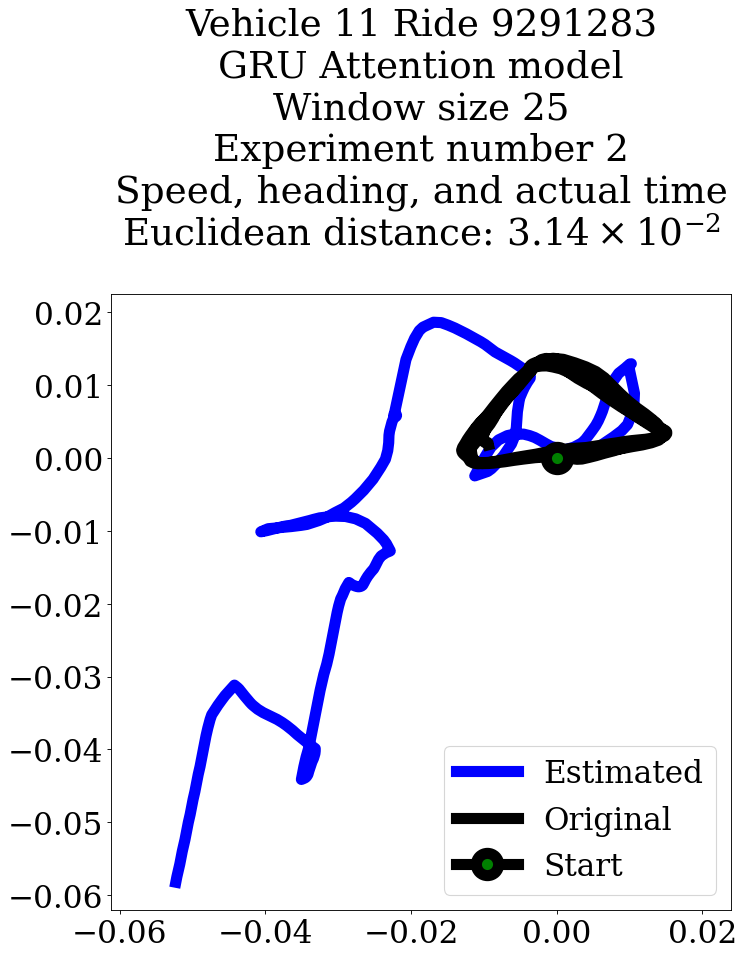 Vehicle 11 Ride 9291283
GRU Attention model
Window size 25
Experiment number 2
Speed, heading, and actual time
Euclidean distance: 3.14 × 10⁻²
0.02
0.01
0.00
−0.01
−0.02
−0.03
−0.04
−0.05
−0.06
−0.06 −0.04 −0.02 0.00 0.02
Estimated
Original
Start